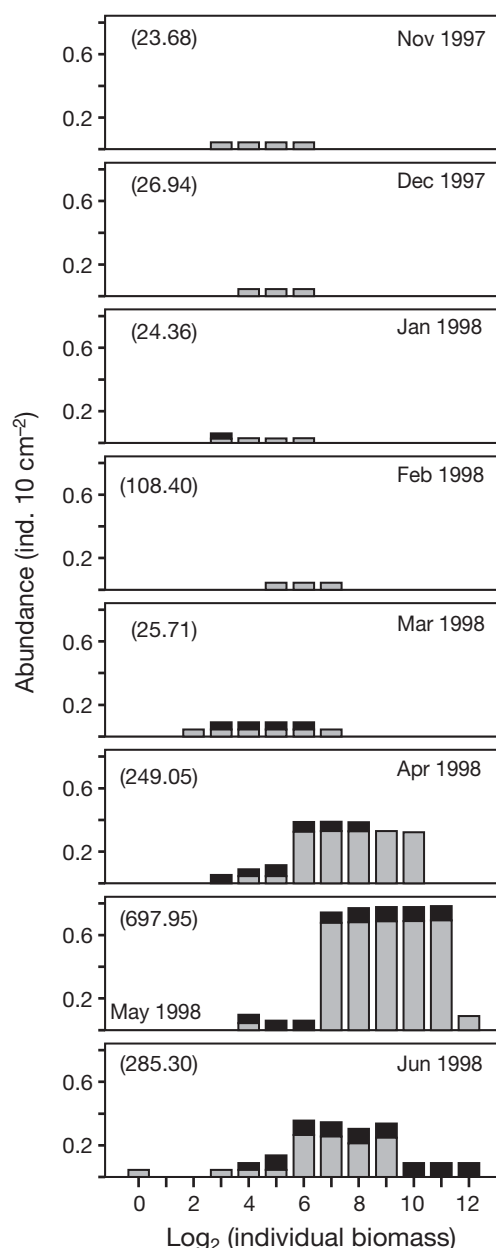 (23.68) Nov 1997
0.6
0.2
(26.94) Dec 1997
0.6
0.2
(24.36) Jan 1998
0.6
0.2
(108.40) Feb 1998
0.6
0.2
(25.71) Mar 1998
0.6
0.2
(249.05) Apr 1998
0.6
0.2
(697.95)
0.6
0.2
May 1998
(285.30) Jun 1998
0.6
0.2
0 2 4 6 8 10 12
Log₂ (individual biomass)
Abundance (ind. 10 cm⁻²)